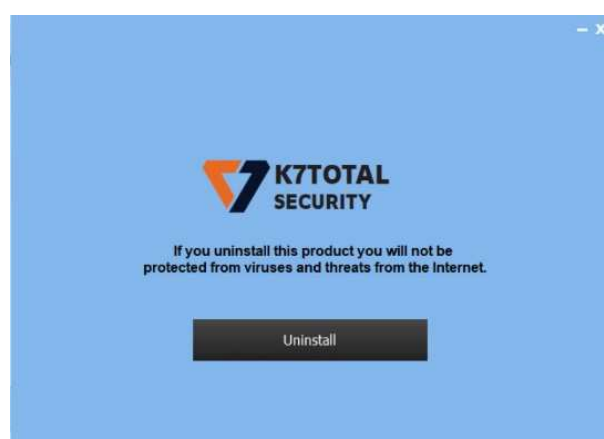 – x
K7TOTAL
SECURITY
If you uninstall this product you will not be
protected from viruses and threats from the Internet.
Uninstall